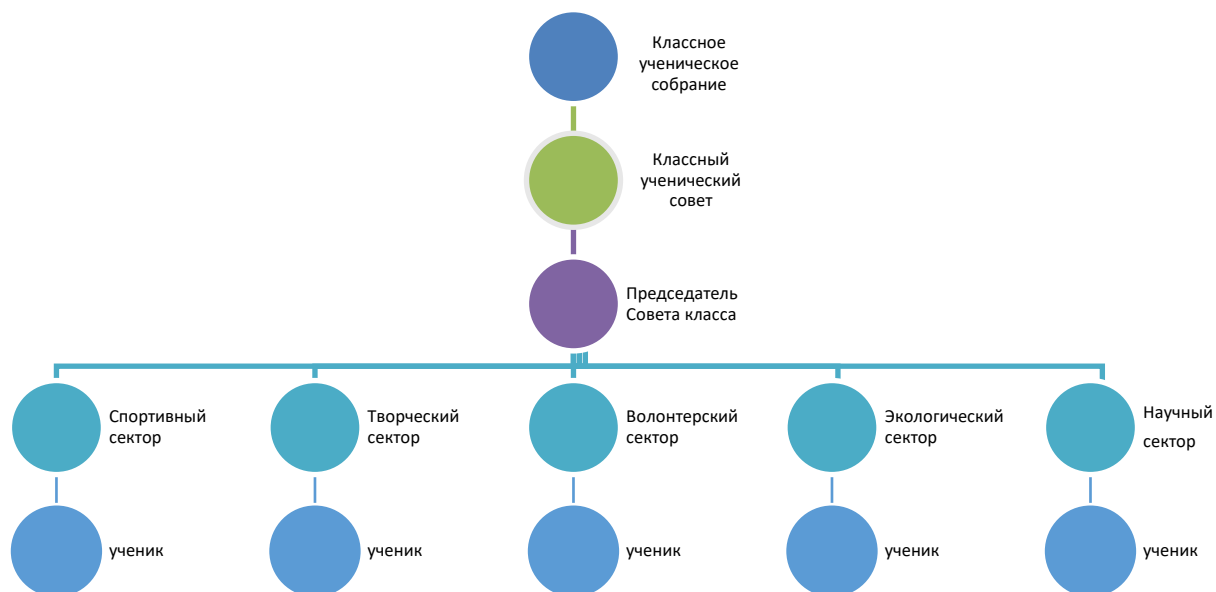 Классное
ученическое
собрание
Классный
ученический
совет
Председатель
Совета класса
Спортивный
сектор
Творческий
сектор
Волонтерский
сектор
Экологический
сектор
Научный
сектор
ученик
ученик
ученик
ученик
ученик